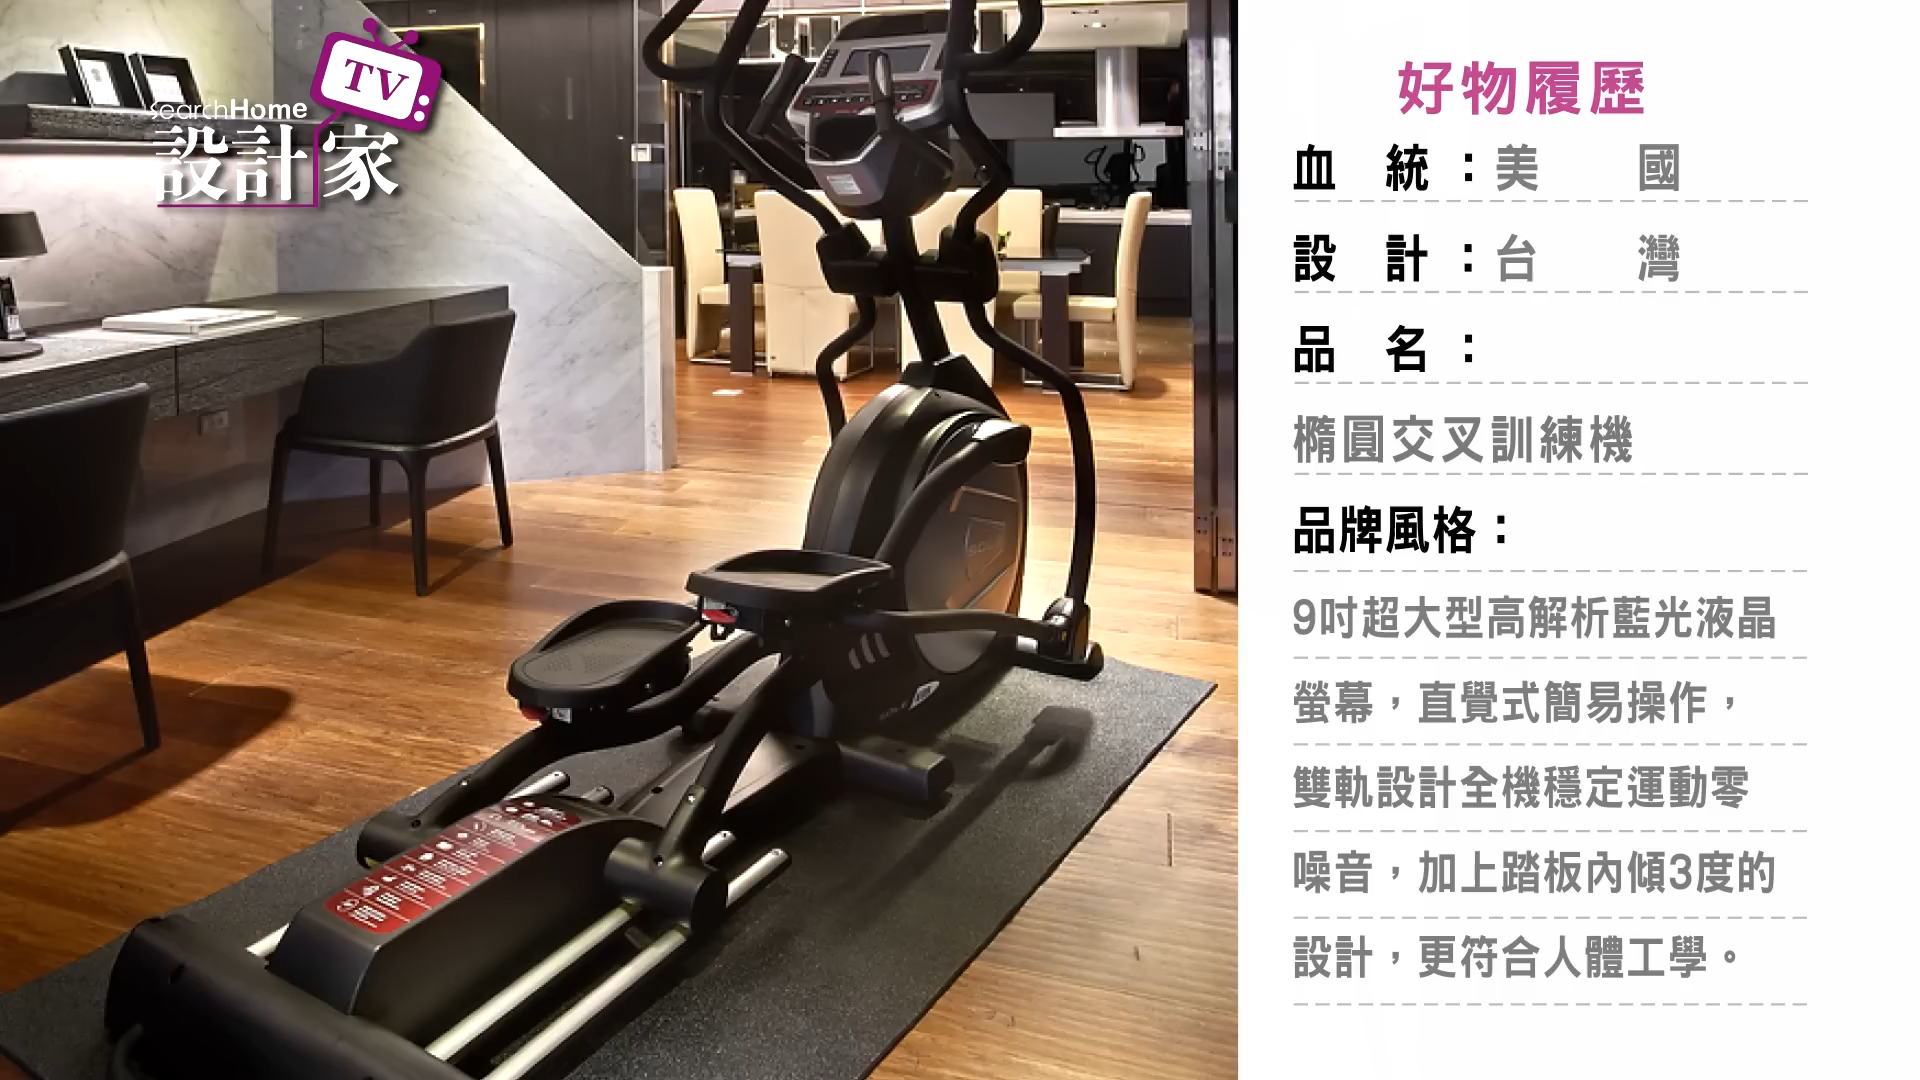 TV
SearchHome
設計家
好物履歷
血統：美國
設計：台灣
品名：
橢圓交叉訓練機
品牌風格：
9吋超大型高解析藍光液晶
螢幕，直覺式簡易操作，
雙軌設計全機穩定運動零
噪音，加上踏板內傾3度的
設計，更符合人體工學。
SOLE